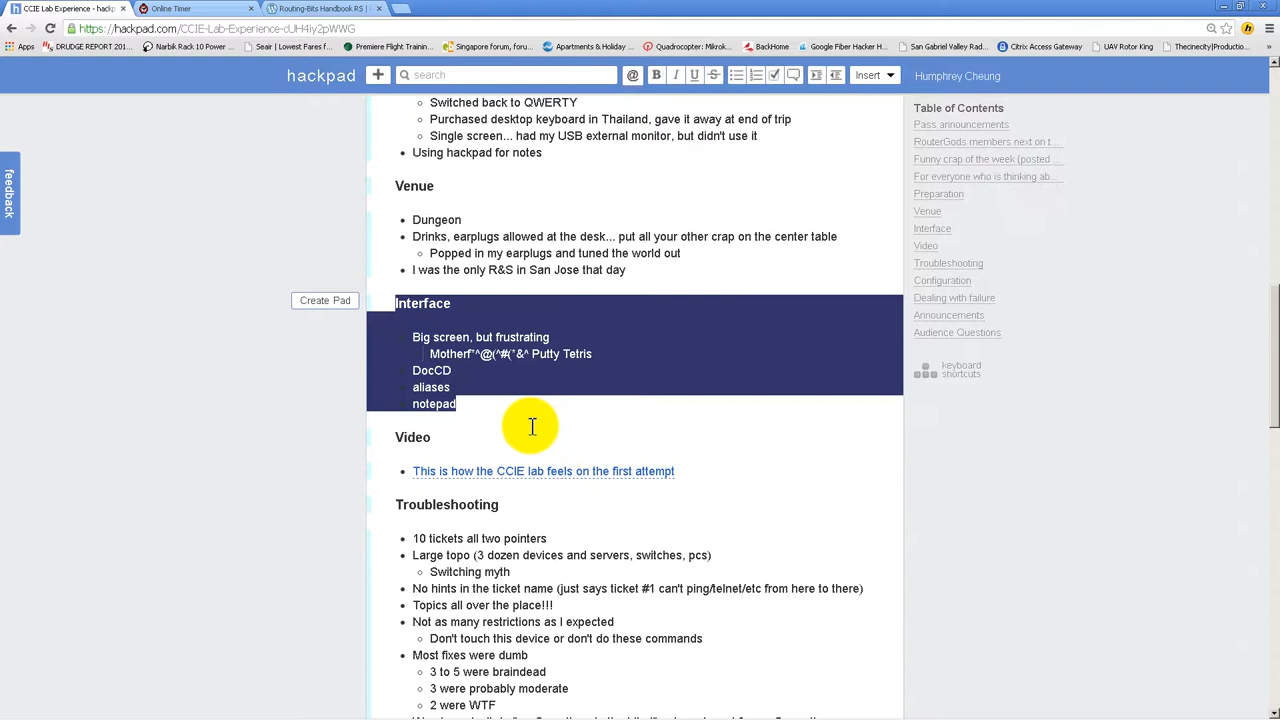 CCIE Lab Experience - hackp
Online Timer
Routing-Bits Handbook RS |
https://hackpad.com/CCIE-Lab-Experience-cUH4iy2pWWG
Apps
DRUDGE REPORT 201...
Narbik Rack 10 Power ...
Seair | Lowest Fares f...
Premiere Flight Trainin...
Singapore forum, foru...
Apartments & Holiday ...
Quadrocopter: Mikrok...
BackHome
Google Fiber Hacker H...
San Gabriel Valley Rad...
Citrix Access Gateway
UAV Rotor King
Thecinecity|Productio...
hackpad
search
@ B I U S
Insert
Humphrey Cheung
feedback
Create Pad
Switched back to QWERTY
Purchased desktop keyboard in Thailand, gave it away at end of trip
Single screen... had my USB external monitor, but didn't use it
Using hackpad for notes
Venue
Dungeon
Drinks, earplugs allowed at the desk... put all your other crap on the center table
Popped in my earplugs and tuned the world out
I was the only R&S in San Jose that day
Interface
Big screen, but frustrating
Motherf*^@(^#(*&^ Putty Tetris
DocCD
aliases
notepad
Video
This is how the CCIE lab feels on the first attempt
Troubleshooting
10 tickets all two pointers
Large topo (3 dozen devices and servers, switches, pcs)
Switching myth
No hints in the ticket name (just says ticket #1 can't ping/telnet/etc from here to there)
Topics all over the place!!!
Not as many restrictions as I expected
Don't touch this device or don't do these commands
Most fixes were dumb
3 to 5 were braindead
3 were probably moderate
2 were WTF
Table of Contents
Pass announcements
RouterGods members next on t...
Funny crap of the week (posted ...
For everyone who is thinking ab...
Preparation
Venue
Interface
Video
Troubleshooting
Configuration
Dealing with failure
Announcements
Audience Questions
keyboard
shortcuts